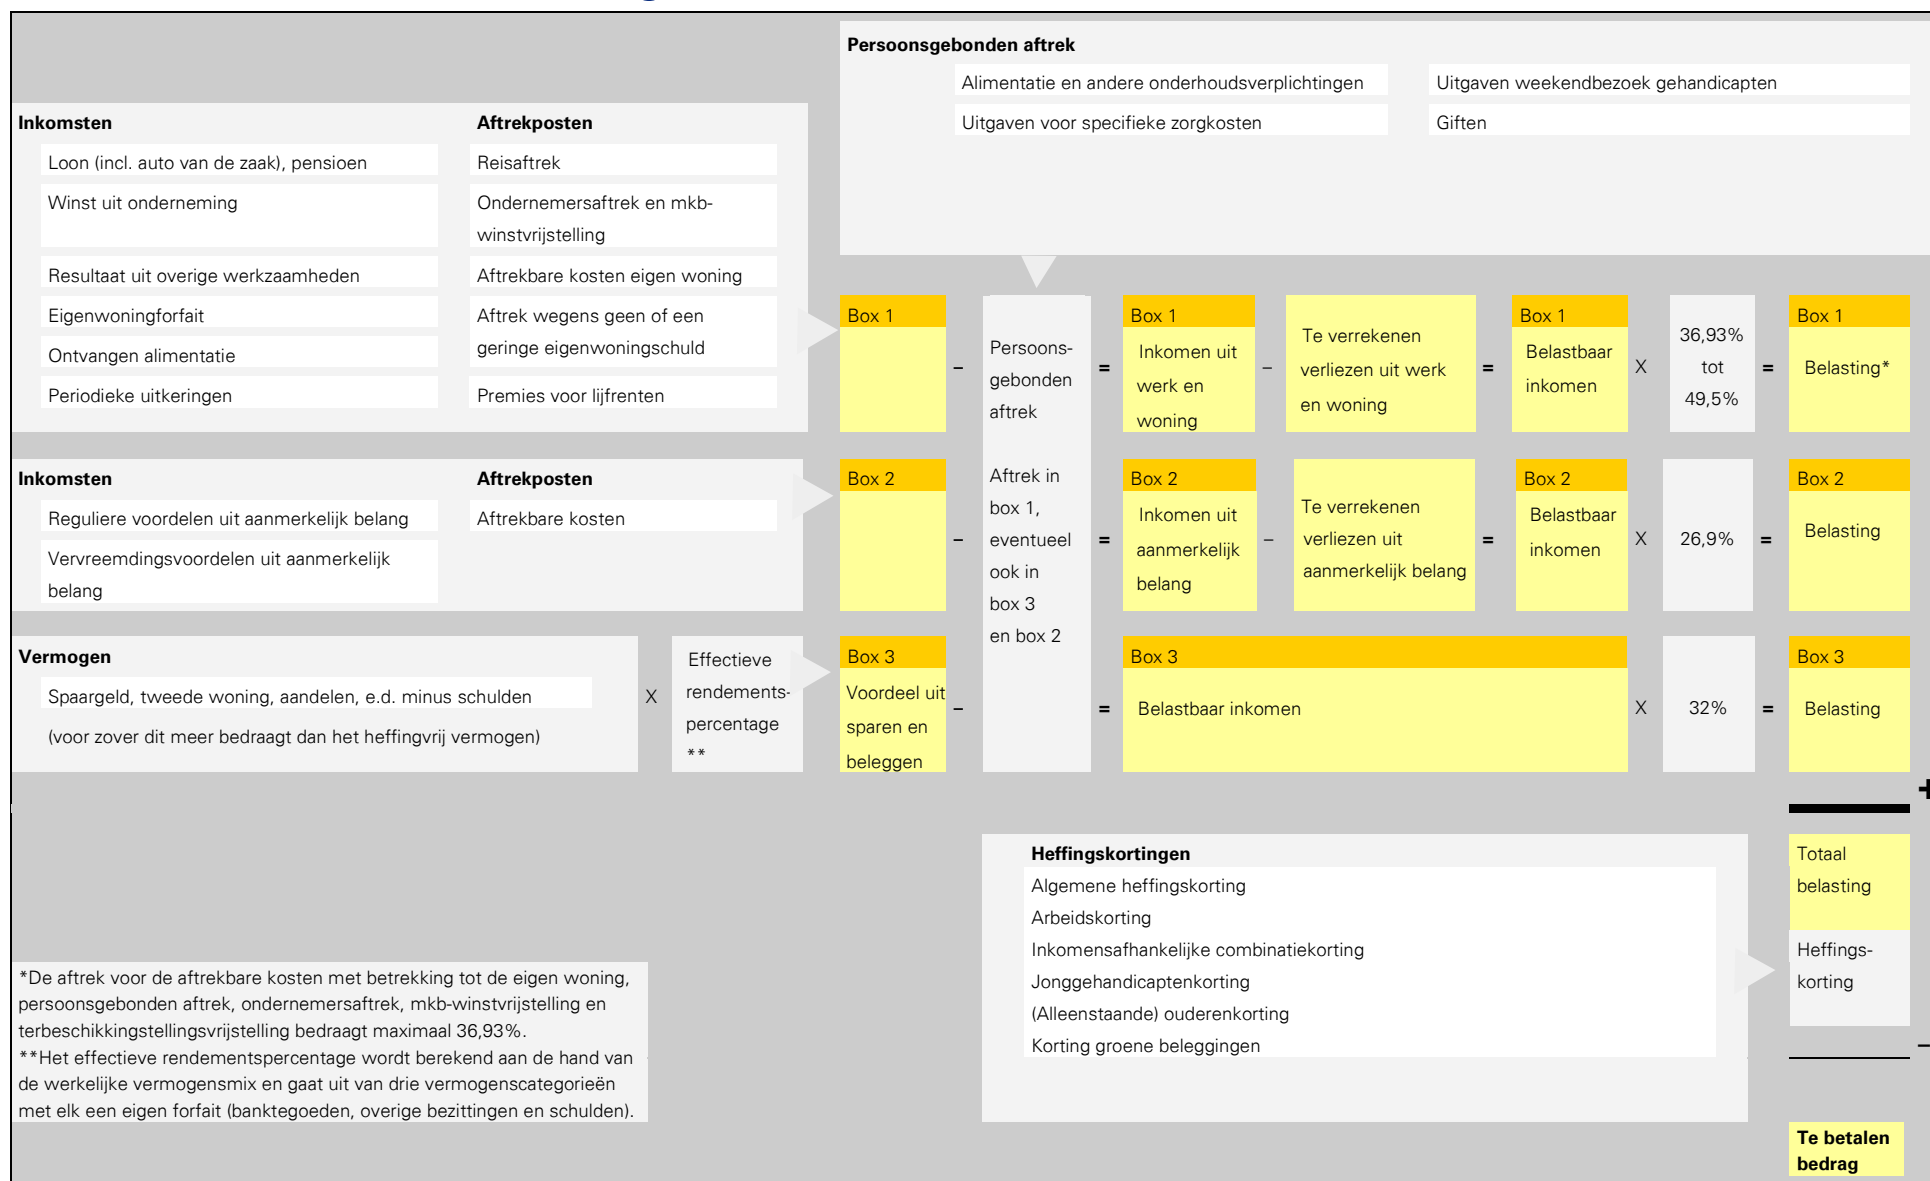 Persoonsgebonden aftrek
Alimentatie en andere onderhoudsverplichtingen
Uitgaven weekendbezoek gehandicapten
Uitgaven voor specifieke zorgkosten
Giften
Inkomsten
Aftrekposten
Loon (incl. auto van de zaak), pensioen
Reisaftrek
Winst uit onderneming
Ondernemersaftrek en mkb-
winstvrijstelling
Resultaat uit overige werkzaamheden
Aftrekbare kosten eigen woning
Eigenwoningforfait
Aftrek wegens geen of een
geringe eigenwoningschuld
Ontvangen alimentatie
Periodieke uitkeringen
Premies voor lijfrenten
Box 1
–
Persoons-
gebonden
aftrek
Aftrek in
box 1,
eventueel
ook in
box 3
en box 2
=
Box 1
Inkomen uit
werk en
woning
–
Te verrekenen
verliezen uit werk
en woning
=
Box 1
Belastbaar
inkomen
X
36,93%
tot
49,5%
=
Box 1
Belasting*
Inkomsten
Aftrekposten
Reguliere voordelen uit aanmerkelijk belang
Aftrekbare kosten
Vervreemdingsvoordelen uit aanmerkelijk
belang
Box 2
–
=
Box 2
Inkomen uit
aanmerkelijk
belang
–
Te verrekenen
verliezen uit
aanmerkelijk belang
=
Box 2
Belastbaar
inkomen
X
26,9%
=
Box 2
Belasting
Vermogen
Spaargeld, tweede woning, aandelen, e.d. minus schulden
(voor zover dit meer bedraagt dan het heffingvrij vermogen)
X
Effectieve
rendements-
percentage
**
Box 3
Voordeel uit
sparen en
beleggen
–
=
Box 3
Belastbaar inkomen
X
32%
=
Box 3
Belasting
+
Heffingskortingen
Algemene heffingskorting
Arbeidskorting
Inkomensafhankelijke combinatiekorting
Jonggehandicaptenkorting
(Alleenstaande) ouderenkorting
Korting groene beleggingen
Totaal
belasting
Heffings-
korting
–
*De aftrek voor de aftrekbare kosten met betrekking tot de eigen woning,
persoonsgebonden aftrek, ondernemersaftrek, mkb-winstvrijstelling en
terbeschikkingstellingsvrijstelling bedraagt maximaal 36,93%.
**Het effectieve rendementspercentage wordt berekend aan de hand van
de werkelijke vermogensmix en gaat uit van drie vermogenscategorieën
met elk een eigen forfait (banktegoeden, overige bezittingen en schulden).
Te betalen
bedrag